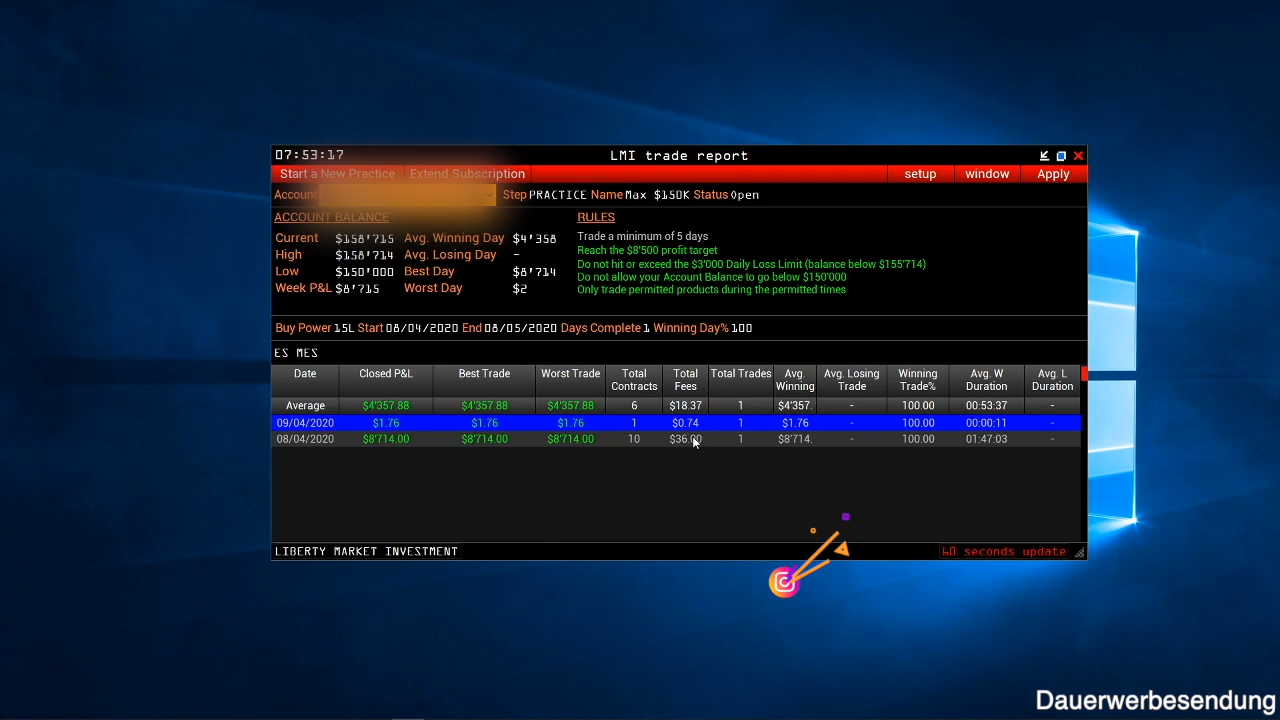 07:53:17 LMI trade report
Start a New Practice Extend Subscription setup window Apply
Account Step PRACTICE Name Max $150K Status Open
ACCOUNT BALANCE RULES
Current $158'715 Avg. Winning Day $4'358 Trade a minimum of 5 days
High $158'714 Avg. Losing Day - Reach the $8'500 profit target
Low $150'000 Best Day $8'714 Do not hit or exceed the $3'000 Daily Loss Limit (balance below $155'714)
Week P&L $8'715 Worst Day $2 Do not allow your Account Balance to go below $150'000
Only trade permitted products during the permitted times
Buy Power 15L Start 08/04/2020 End 08/05/2020 Days Complete 1 Winning Day% 100
ES MES
Date Closed P&L Best Trade Worst Trade Total Contracts Total Fees Total Trades Avg. Winning Avg. Losing Trade Winning Trade% Avg. W Duration Avg. L Duration
Average $4'357.88 $4'357.88 $4'357.88 6 $18.37 1 $4'357. - 100.00 00:53:37 -
09/04/2020 $1.76 $1.76 $1.76 1 $0.74 1 $1.76 - 100.00 00:00:11 -
08/04/2020 $8'714.00 $8'714.00 $8'714.00 10 $36.00 1 $8'714. - 100.00 01:47:03 -
LIBERTY MARKET INVESTMENT 60 seconds update
Dauerwerbesendung